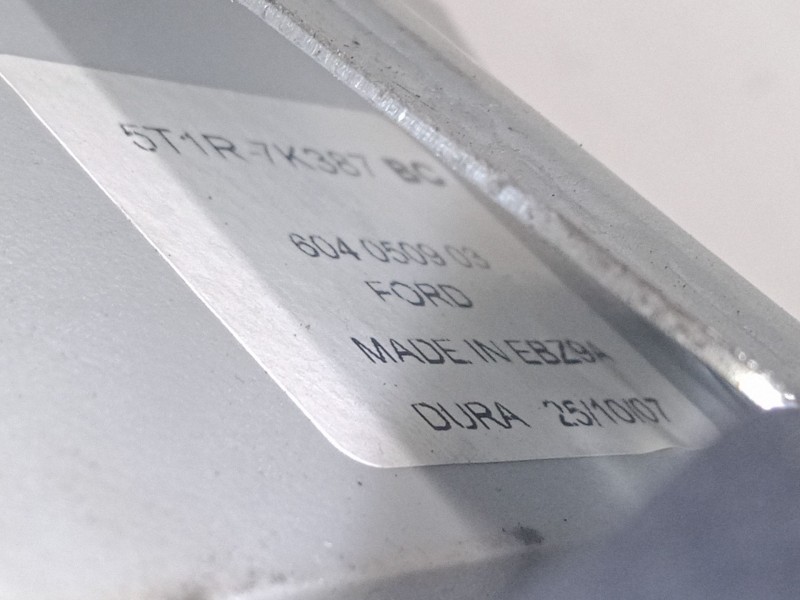 5T1R-7K387 BC
604 0509 03
FORD
MADE IN EBZ9A
DURA 25/10/07